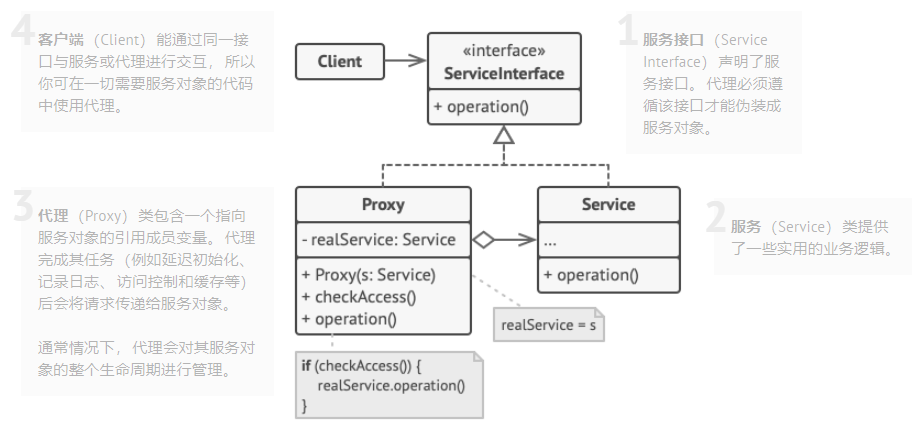 4
客户端 （Client） 能通过同一接
口与服务或代理进行交互， 所以
你可在一切需要服务对象的代码
中使用代理。
Client
«interface»
ServiceInterface
+ operation()
1
服务接口 （Service
Interface） 声明了服
务接口。 代理必须遵
循该接口才能伪装成
服务对象。
3
代理 （Proxy） 类包含一个指向
服务对象的引用成员变量。 代理
完成其任务 （例如延迟初始化、
记录日志、 访问控制和缓存等）
后会将请求传递给服务对象。
通常情况下， 代理会对其服务对
象的整个生命周期进行管理。
Proxy
- realService: Service
+ Proxy(s: Service)
+ checkAccess()
+ operation()
Service
...
+ operation()
2
服务 （Service） 类提供
了一些实用的业务逻辑。
realService = s
if (checkAccess()) {
realService.operation()
}